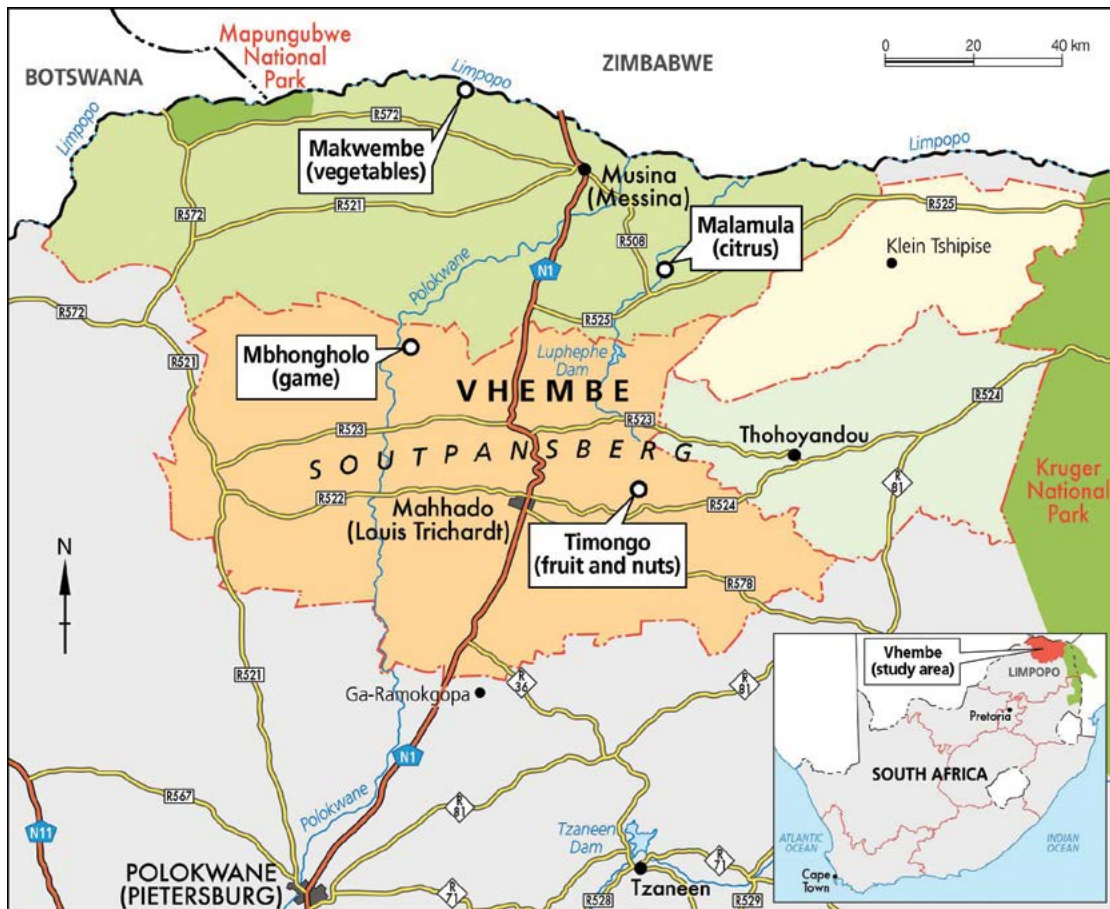 Mapungubwe
National
Park
BOTSWANA
ZIMBABWE
0 20 40 km
Limpopo
Limpopo
Limpopo
R572
Makwembe
(vegetables)
Musina
(Messina)
R572
R521
R508
Malamula
(citrus)
R525
Klein Tshipise
Polokwane
N1
R572
R525
R521
Mbhongholo
(game)
Luphephe
Dam
VHEMBE
R524
R523
R523
Thohoyandou
SOUTPANSBERG
R
81
Kruger
National
Park
R522
Mahhado
(Louis Trichardt)
R524
Timongo
(fruit and nuts)
N
R578
R521
Ga-Ramokgopa
R
36
R
81
N1
R567
Polokwane
R
81
N11
Tzaneen
Dam
R
71
POLOKWANE
(PIETERSBURG)
R
71
Tzaneen
R528
R529
Vhembe
(study area)
LIMPOPO
Pretoria
SOUTH AFRICA
ATLANTIC
OCEAN
INDIAN
OCEAN
Cape
Town